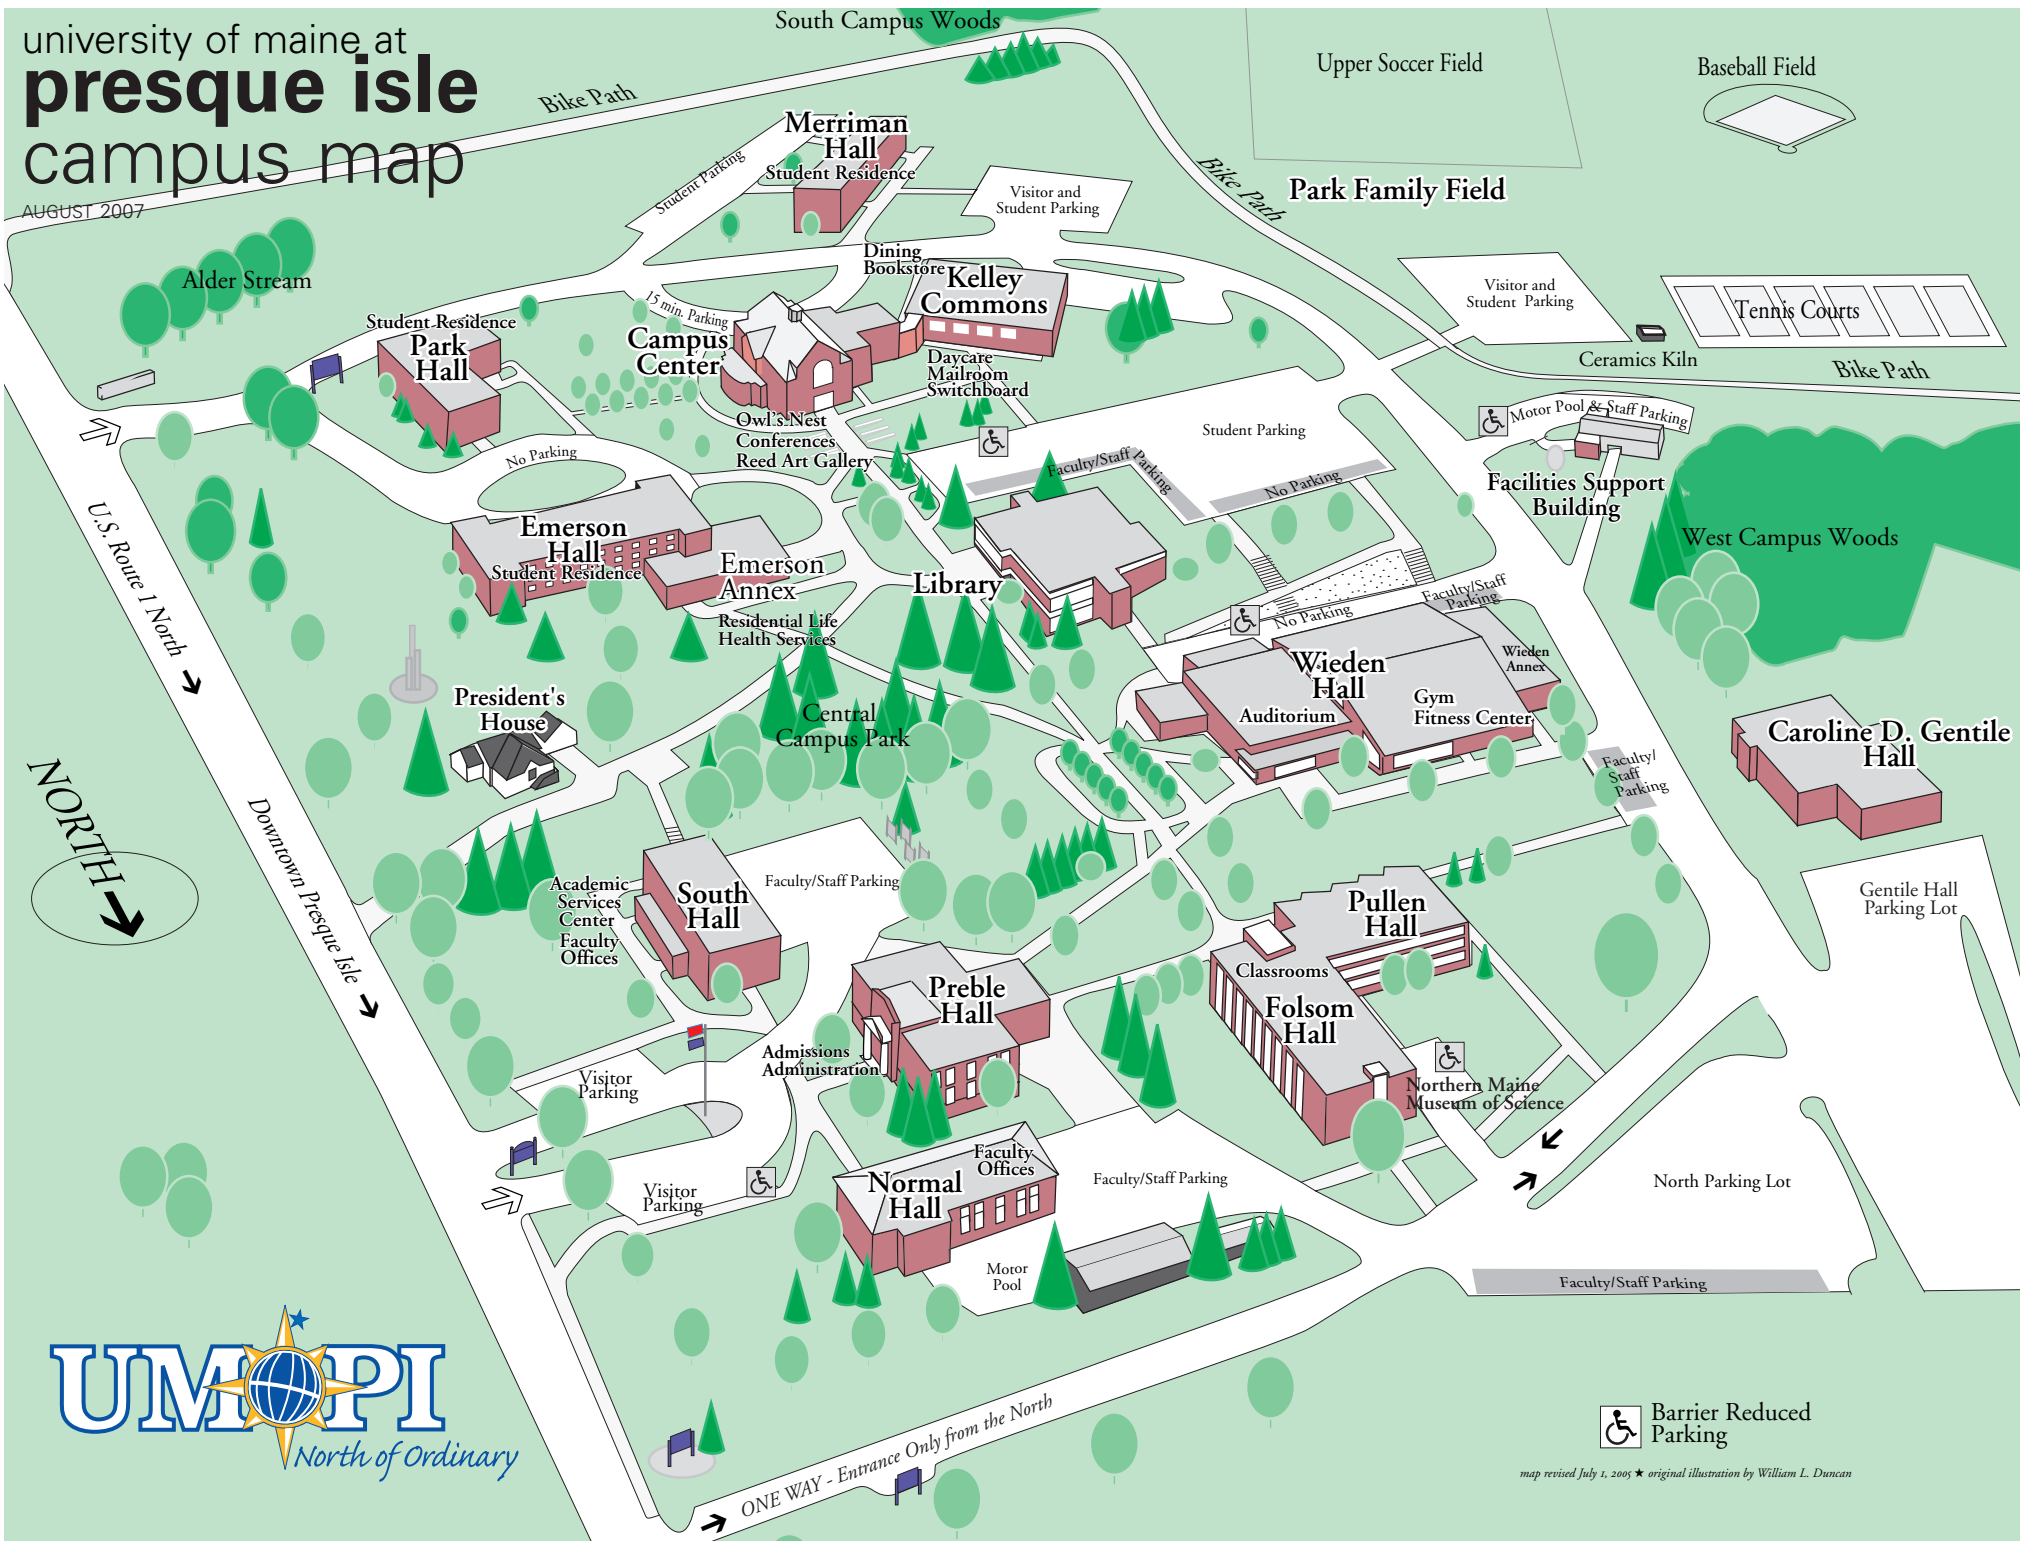 university of maine at
presque isle
campus map
AUGUST 2007
South Campus Woods
Bike Path
Upper Soccer Field
Baseball Field
Merriman
Hall
Student Residence
Student Parking
Visitor and
Student Parking
Bike Path
Park Family Field
Alder Stream
Dining
Bookstore
Kelley
Commons
15 min. Parking
Visitor and
Student Parking
Tennis Courts
Student Residence
Park
Hall
Campus
Center
Daycare
Mailroom
Switchboard
Ceramics Kiln
Bike Path
Owl's Nest
Conferences
Reed Art Gallery
Student Parking
Motor Pool & Staff Parking
No Parking
Faculty/Staff Parking
No Parking
Facilities Support
Building
U.S. Route 1 North
Emerson
Hall
Student Residence
Emerson
Annex
Library
West Campus Woods
Residential Life
Health Services
Faculty/Staff
Parking
No Parking
Wieden
Hall
Wieden
Annex
Auditorium
Gym
Fitness Center
President's
House
Central
Campus Park
Caroline D. Gentile
Hall
Faculty/
Staff
Parking
NORTH
Downtown Presque Isle
Academic
Services
Center
Faculty
Offices
South
Hall
Faculty/Staff Parking
Pullen
Hall
Gentile Hall
Parking Lot
Classrooms
Folsom
Hall
Preble
Hall
Admissions
Administration
Visitor
Parking
Northern Maine
Museum of Science
Faculty
Offices
Normal
Hall
Faculty/Staff Parking
Visitor
Parking
North Parking Lot
Motor
Pool
Faculty/Staff Parking
UMPI
North of Ordinary
ONE WAY - Entrance Only from the North
Barrier Reduced
Parking
map revised July 1, 2005 ★ original illustration by William L. Duncan